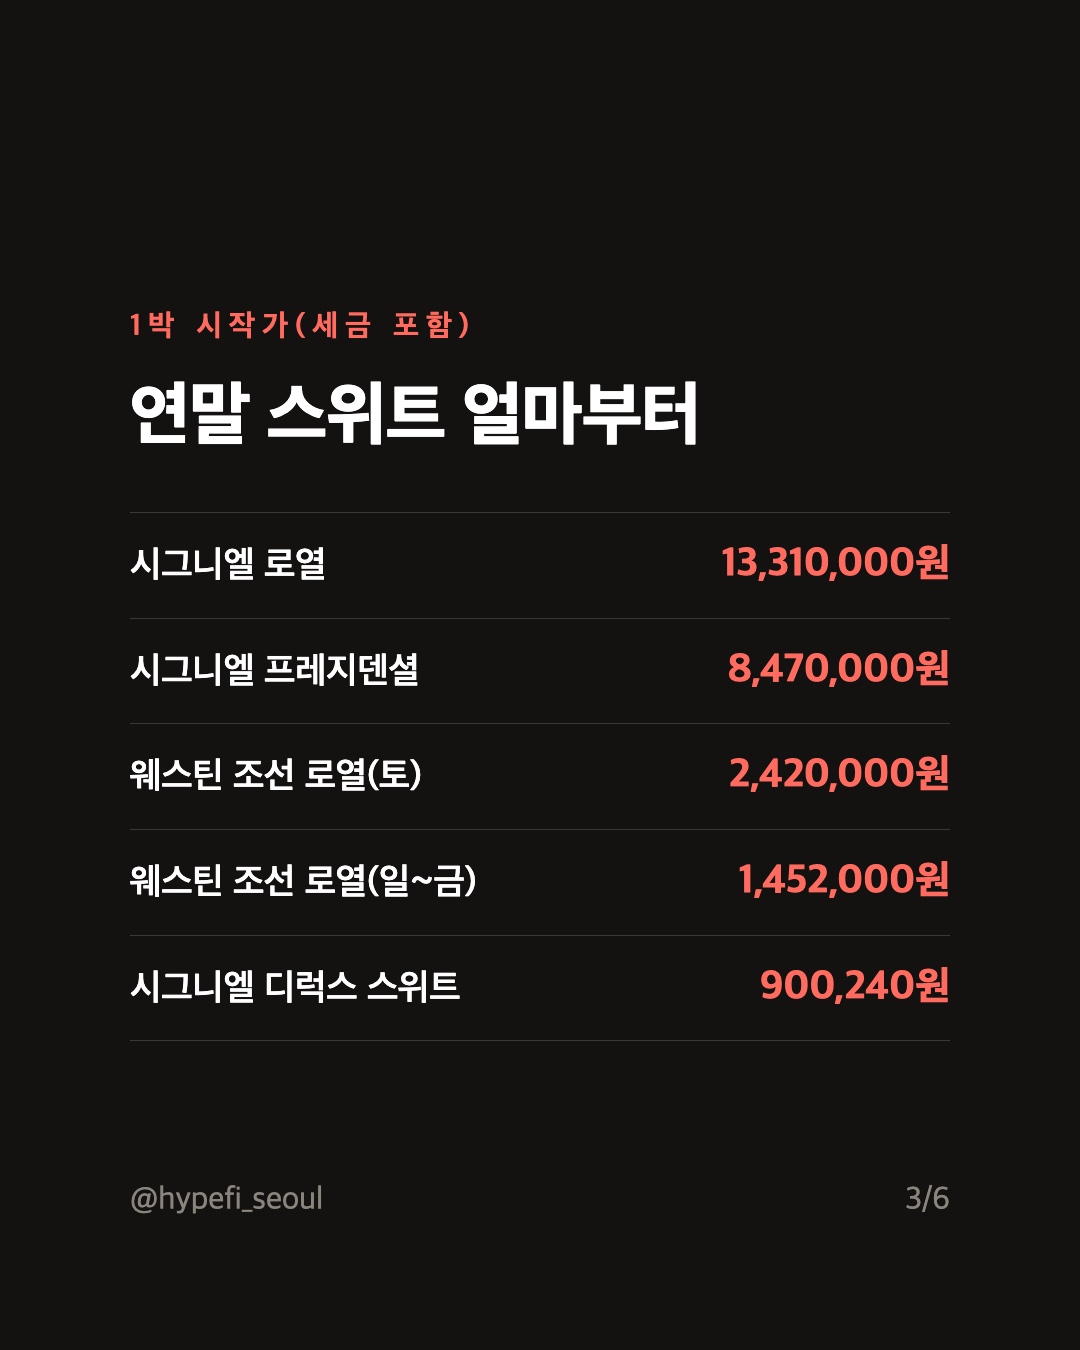 1박 시작가(세금 포함)
연말 스위트 얼마부터
시그니엘 로열 13,310,000원
시그니엘 프레지덴셜 8,470,000원
웨스틴 조선 로열(토) 2,420,000원
웨스틴 조선 로열(일~금) 1,452,000원
시그니엘 디럭스 스위트 900,240원
@hypefi_seoul 3/6